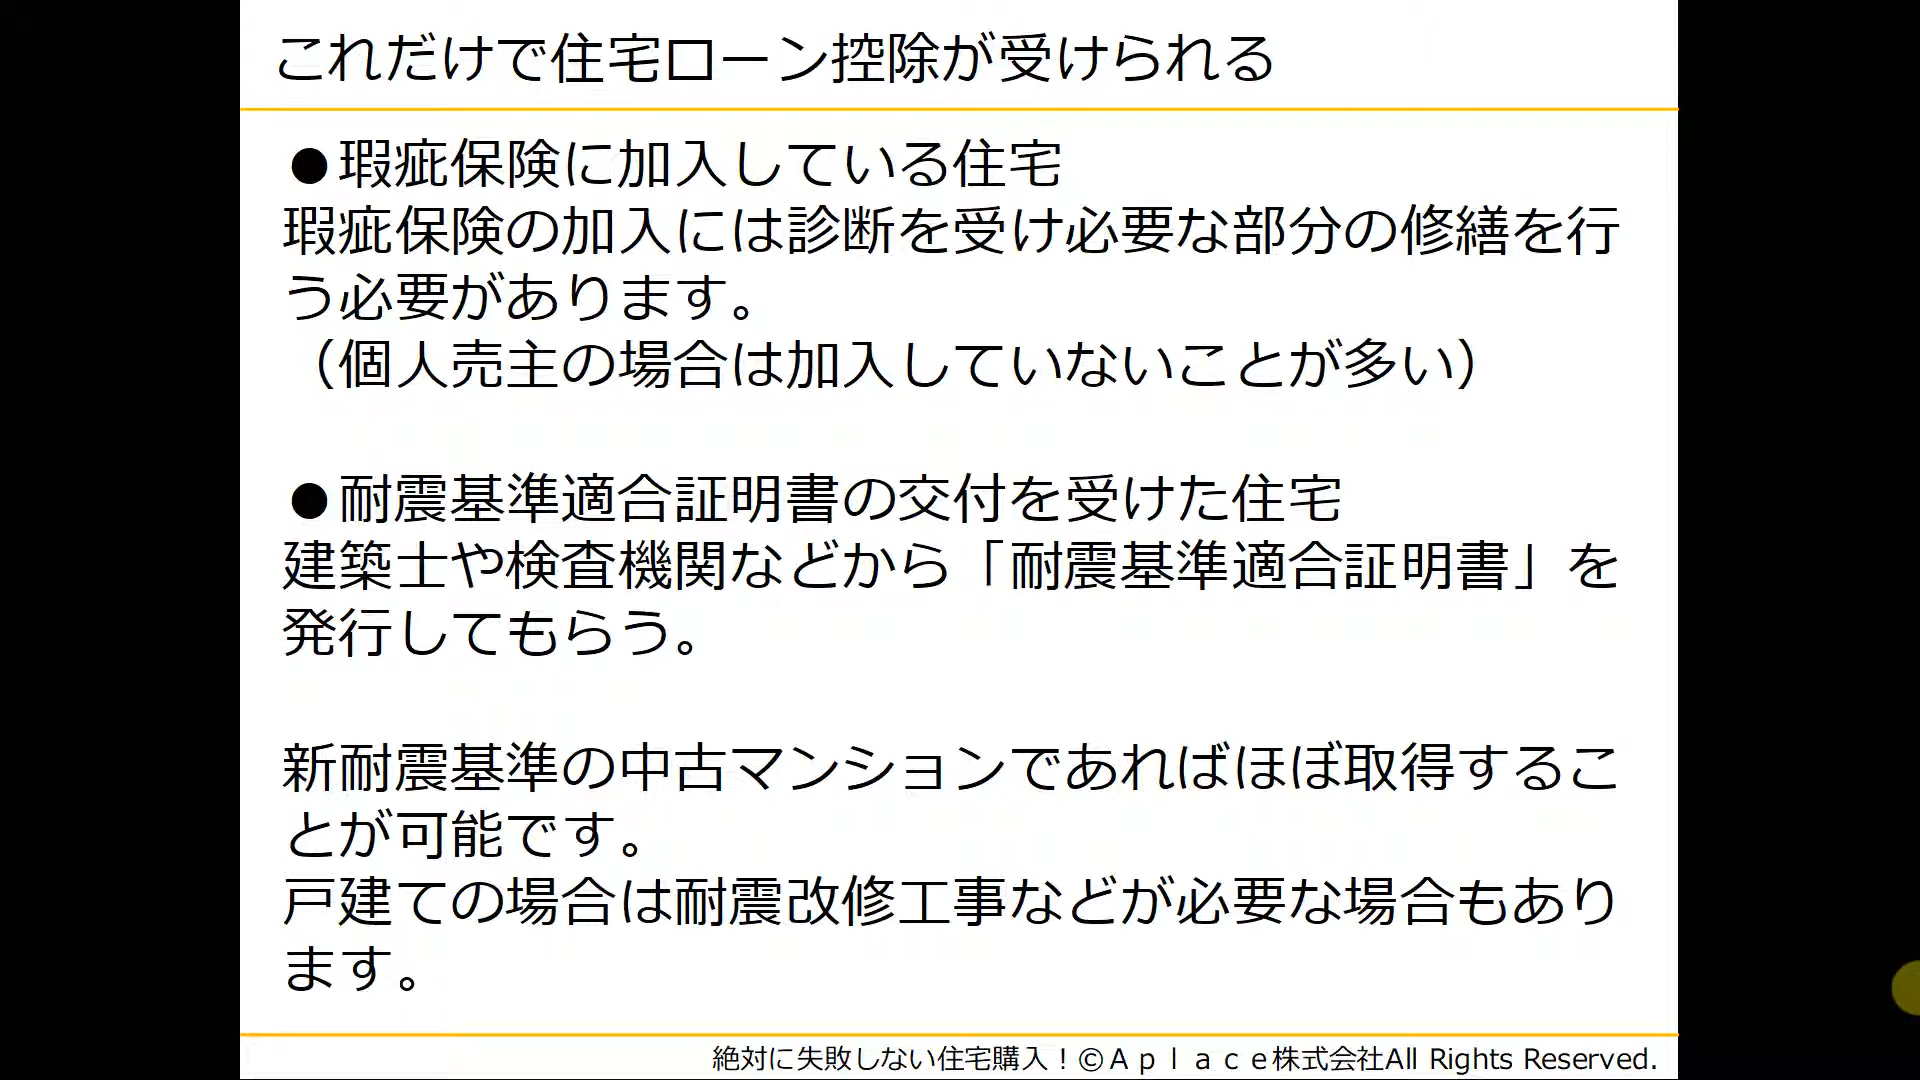 これだけで住宅ローン控除が受けられる
●瑕疵保険に加入している住宅
瑕疵保険の加入には診断を受け必要な部分の修繕を行
う必要があります。
（個人売主の場合は加入していないことが多い）
●耐震基準適合証明書の交付を受けた住宅
建築士や検査機関などから「耐震基準適合証明書」を
発行してもらう。
新耐震基準の中古マンションであればほぼ取得するこ
とが可能です。
戸建ての場合は耐震改修工事などが必要な場合もあり
ます。
絶対に失敗しない住宅購入！©Ａｐｌａｃｅ株式会社All Rights Reserved.